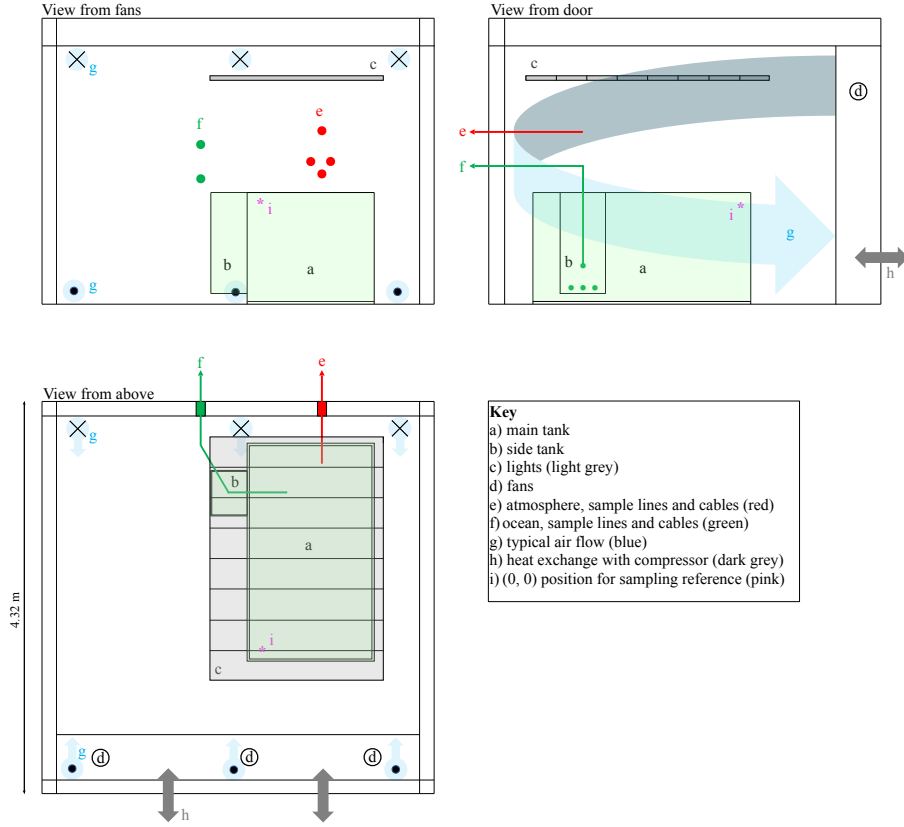 View from fans
View from door
g
c
c
d
e
f
e
f
i
i
b
a
b
a
g
g
h
f
e
View from above
g
b
a
i
c
4.32 m
g
d
d
d
h
Key
a) main tank
b) side tank
c) lights (light grey)
d) fans
e) atmosphere, sample lines and cables (red)
f) ocean, sample lines and cables (green)
g) typical air flow (blue)
h) heat exchange with compressor (dark grey)
i) (0, 0) position for sampling reference (pink)